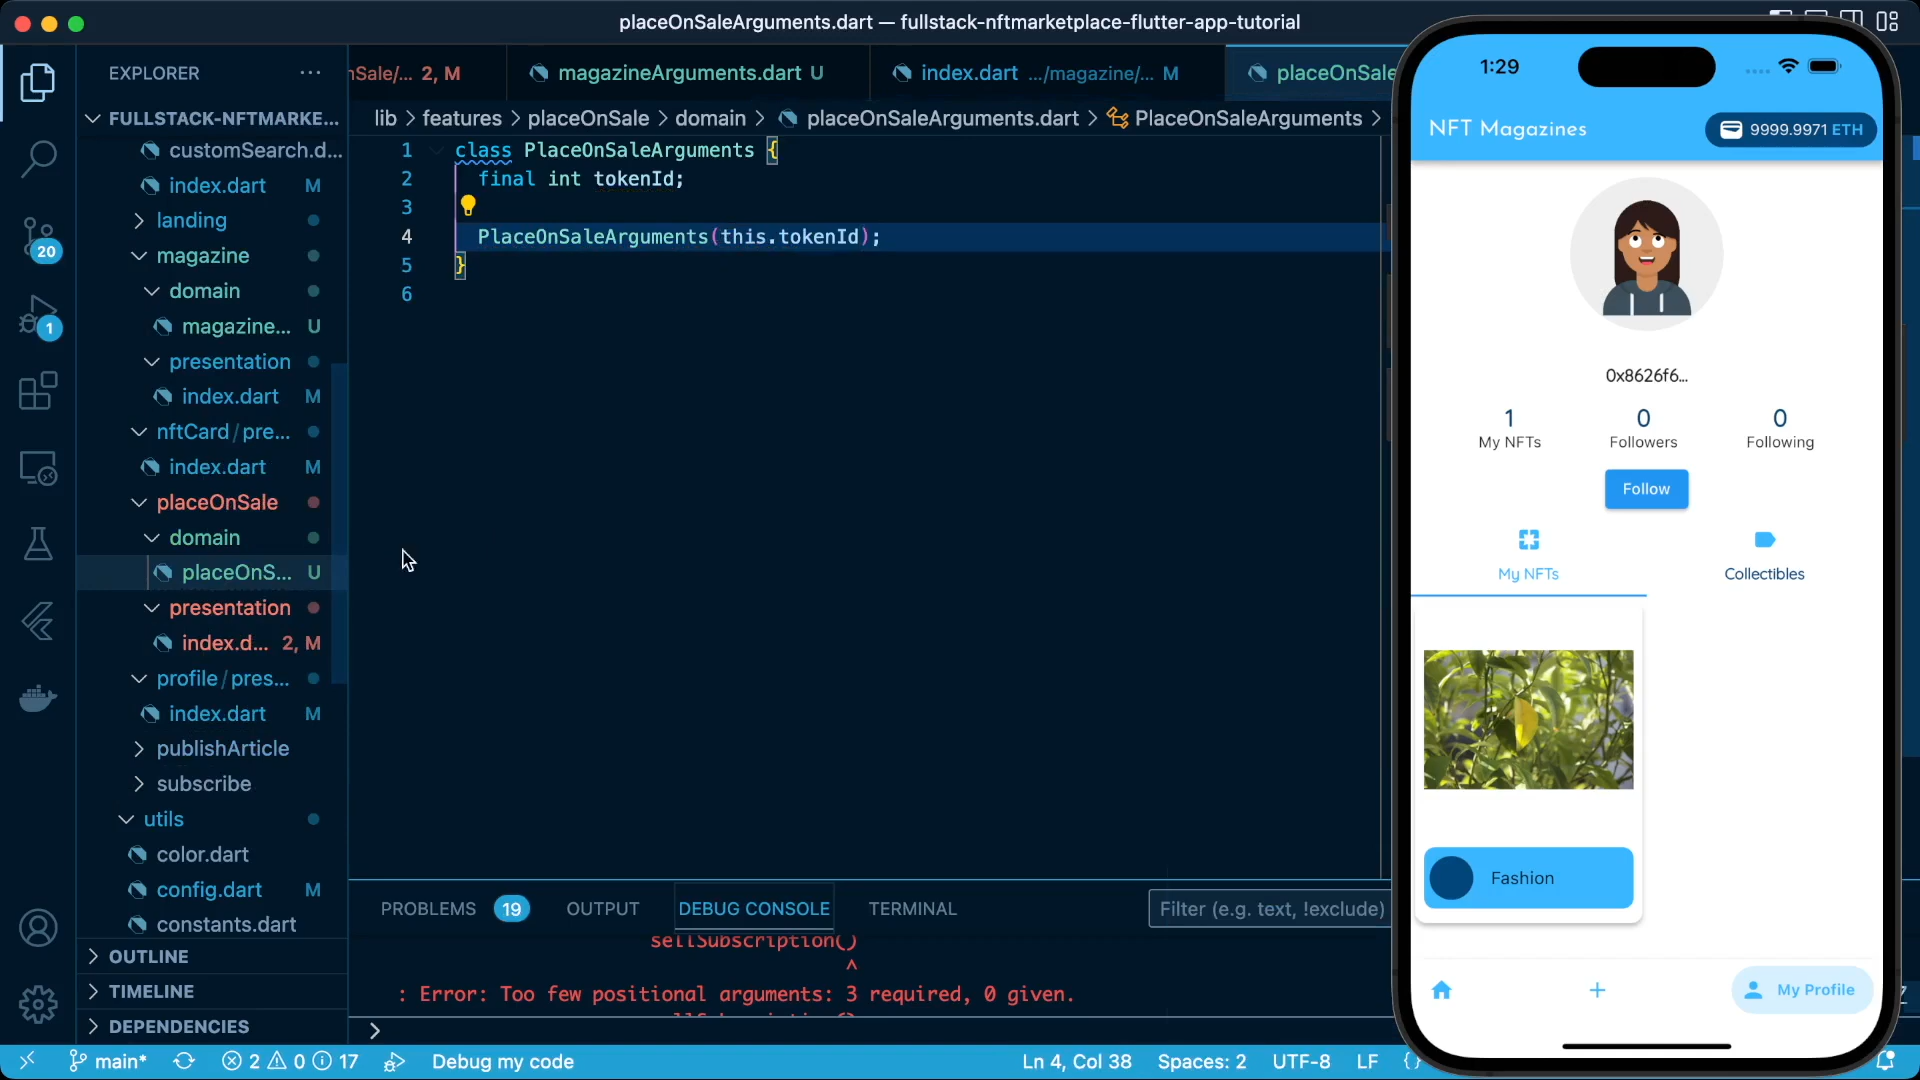 placeOnSaleArguments.dart — fullstack-nftmarketplace-flutter-app-tutorial
EXPLORER
nSale/... 2, M
magazineArguments.dart U
index.dart .../magazine/... M
placeOnSale
FULLSTACK-NFTMARKE...
lib > features > placeOnSale > domain > placeOnSaleArguments.dart > PlaceOnSaleArguments >
customSearch.d...
index.dart M
landing
magazine
domain
magazine... U
presentation
index.dart M
nftCard/pre...
index.dart M
placeOnSale
domain
placeOnS... U
presentation
index.d... 2, M
profile/pres...
index.dart M
publishArticle
subscribe
utils
color.dart
config.dart M
constants.dart
OUTLINE
TIMELINE
DEPENDENCIES
20
1
1 class PlaceOnSaleArguments {
2 final int tokenId;
3
4 PlaceOnSaleArguments(this.tokenId);
5 }
6
PROBLEMS 19 OUTPUT DEBUG CONSOLE TERMINAL Filter (e.g. text, !exclude)
sellSubscription()
^
: Error: Too few positional arguments: 3 required, 0 given.
>
main* 2 0 17 Debug my code Ln 4, Col 38 Spaces: 2 UTF-8 LF {
1:29
NFT Magazines
9999.9971 ETH
0x8626f6...
1 0 0
My NFTs Followers Following
Follow
My NFTs Collectibles
Fashion
+
My Profile